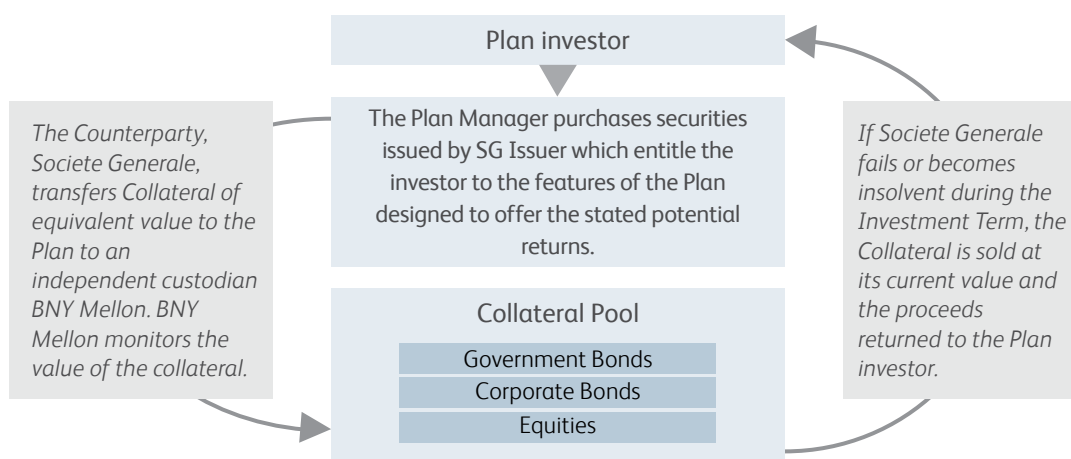 Plan investor
The Counterparty,
Societe Generale,
transfers Collateral of
equivalent value to the
Plan to an
independent custodian
BNY Mellon. BNY
Mellon monitors the
value of the collateral.
The Plan Manager purchases securities
issued by SG Issuer which entitle the
investor to the features of the Plan
designed to offer the stated potential
returns.
Collateral Pool
Government Bonds
Corporate Bonds
Equities
If Societe Generale
fails or becomes
insolvent during the
Investment Term, the
Collateral is sold at
its current value and
the proceeds
returned to the Plan
investor.